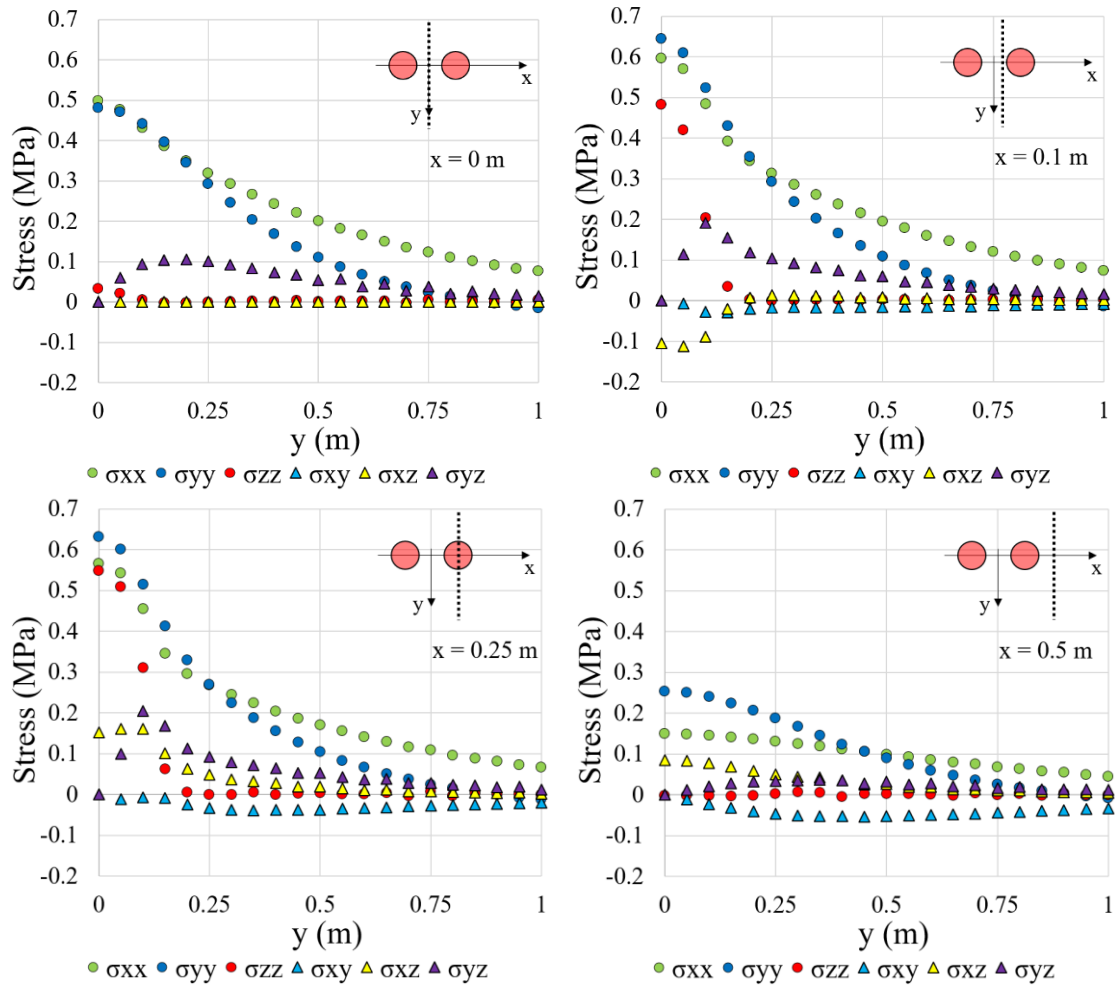 0.7
0.6
0.5
0.4
0.3
0.2
0.1
0
-0.1
-0.2
Stress (MPa)
x
y
x = 0 m
0 0.25 0.5 0.75 1
y (m)
σxx σyy σzz σxy σxz σyz
0.7
0.6
0.5
0.4
0.3
0.2
0.1
0
-0.1
-0.2
Stress (MPa)
x
y
x = 0.1 m
0 0.25 0.5 0.75 1
y (m)
σxx σyy σzz σxy σxz σyz
0.7
0.6
0.5
0.4
0.3
0.2
0.1
0
-0.1
-0.2
Stress (MPa)
x
y
x = 0.25 m
0 0.25 0.5 0.75 1
y (m)
σxx σyy σzz σxy σxz σyz
0.7
0.6
0.5
0.4
0.3
0.2
0.1
0
-0.1
-0.2
Stress (MPa)
x
y
x = 0.5 m
0 0.25 0.5 0.75 1
y (m)
σxx σyy σzz σxy σxz σyz